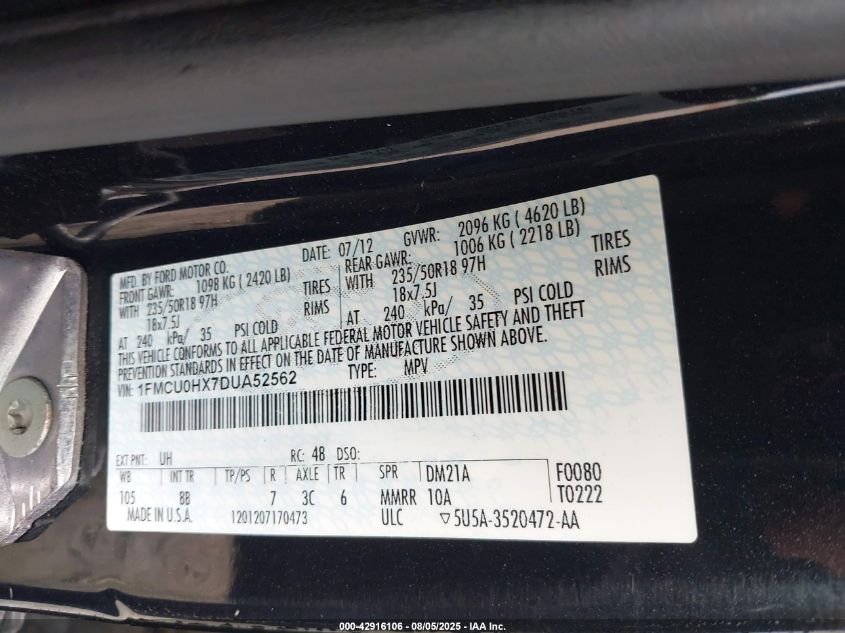 MFD. BY FORD MOTOR CO. DATE: 07/12 GVWR: 2096 KG ( 4620 LB)
FRONT GAWR: 1098 KG ( 2420 LB) REAR GAWR: 1006 KG ( 2218 LB)
WITH 235/50R18 97H TIRES WITH 235/50R18 97H TIRES
18x7.5J RIMS 18x7.5J RIMS
AT 240 kPa/ 35 PSI COLD AT 240 kPa/ 35 PSI COLD
THIS VEHICLE CONFORMS TO ALL APPLICABLE FEDERAL MOTOR VEHICLE SAFETY AND THEFT
PREVENTION STANDARDS IN EFFECT ON THE DATE OF MANUFACTURE SHOWN ABOVE.
VIN: 1FMCU0HX7DUA52562 TYPE: MPV
EXT PNT: UH RC: 48 DSO:
WB INT TR TP/PS R AXLE TR SPR DM21A F0080
105 8B 7 3C 6 MMRR 10A T0222
MADE IN U.S.A. 1201207170473 ULC ▽5U5A-3520472-AA
000-42916106 - 08/05/2025 - IAA Inc.